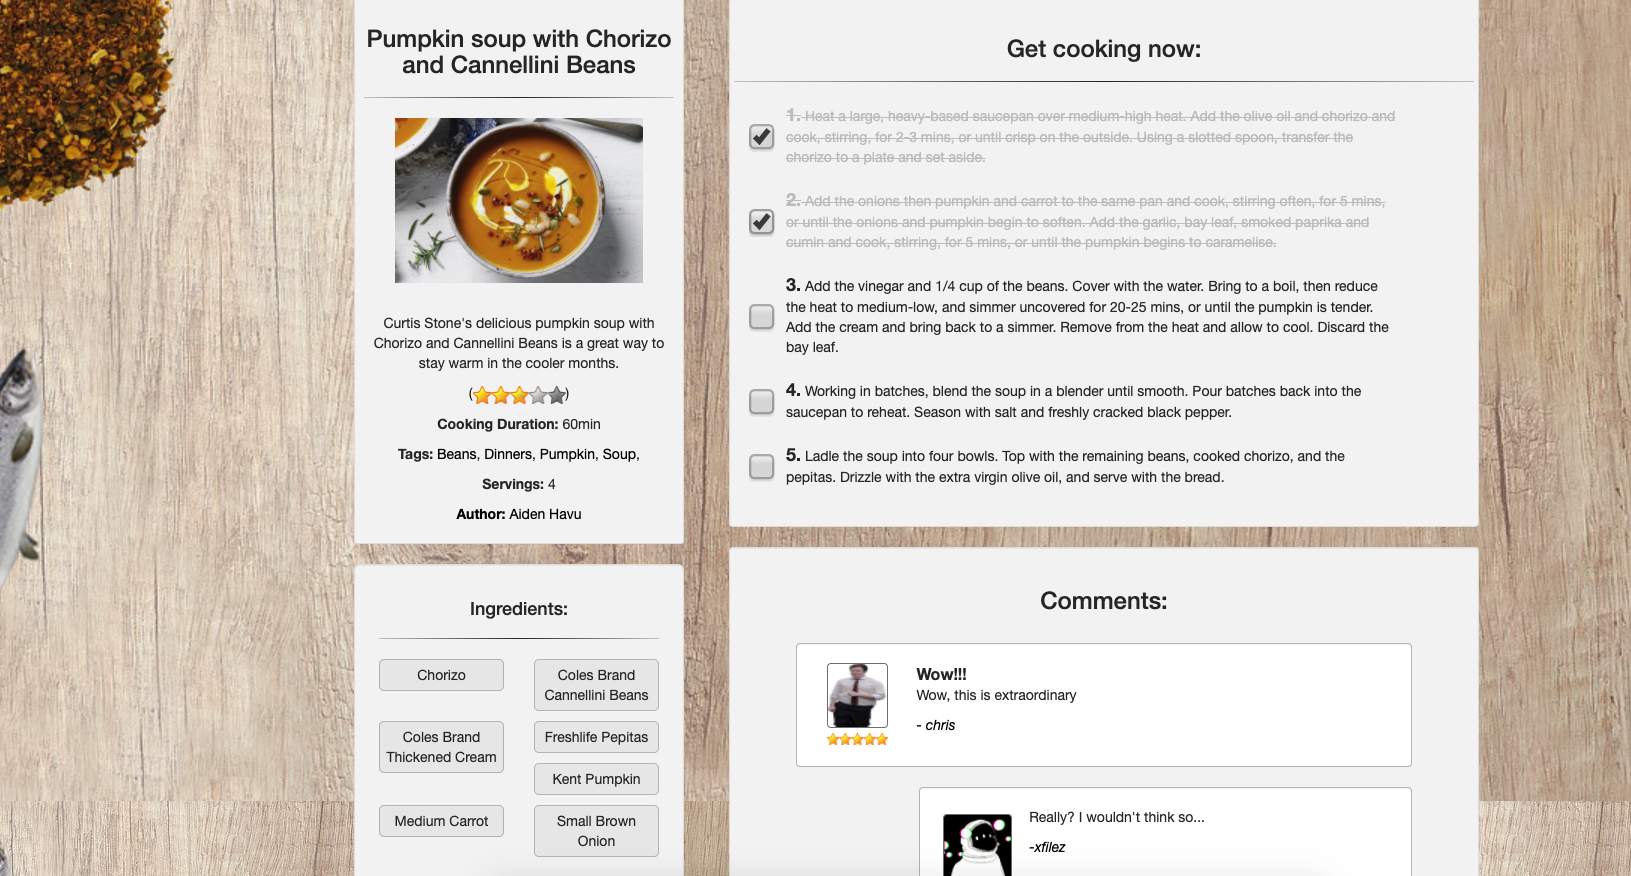 Pumpkin soup with Chorizo
and Cannellini Beans
Curtis Stone's delicious pumpkin soup with
Chorizo and Cannellini Beans is a great way to
stay warm in the cooler months.
()
Cooking Duration: 60min
Tags: Beans, Dinners, Pumpkin, Soup,
Servings: 4
Author: Aiden Havu
Ingredients:
Chorizo
Coles Brand
Cannellini Beans
Coles Brand
Thickened Cream
Freshlife Pepitas
Kent Pumpkin
Medium Carrot
Small Brown
Onion
Get cooking now:
1. Heat a large, heavy-based saucepan over medium-high heat. Add the olive oil and chorizo and
cook, stirring, for 2-3 mins, or until crisp on the outside. Using a slotted spoon, transfer the
chorizo to a plate and set aside.
2. Add the onions then pumpkin and carrot to the same pan and cook, stirring often, for 5 mins,
or until the onions and pumpkin begin to soften. Add the garlic, bay leaf, smoked paprika and
cumin and cook, stirring, for 5 mins, or until the pumpkin begins to caramelise.
3. Add the vinegar and 1/4 cup of the beans. Cover with the water. Bring to a boil, then reduce
the heat to medium-low, and simmer uncovered for 20-25 mins, or until the pumpkin is tender.
Add the cream and bring back to a simmer. Remove from the heat and allow to cool. Discard the
bay leaf.
4. Working in batches, blend the soup in a blender until smooth. Pour batches back into the
saucepan to reheat. Season with salt and freshly cracked black pepper.
5. Ladle the soup into four bowls. Top with the remaining beans, cooked chorizo, and the
pepitas. Drizzle with the extra virgin olive oil, and serve with the bread.
Comments:
Wow!!!
Wow, this is extraordinary
- chris
Really? I wouldn't think so...
-xfilez